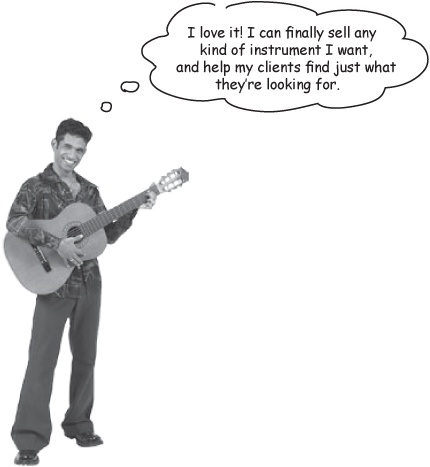 I love it! I can finally sell any
kind of instrument I want,
and help my clients find just what
they're looking for.